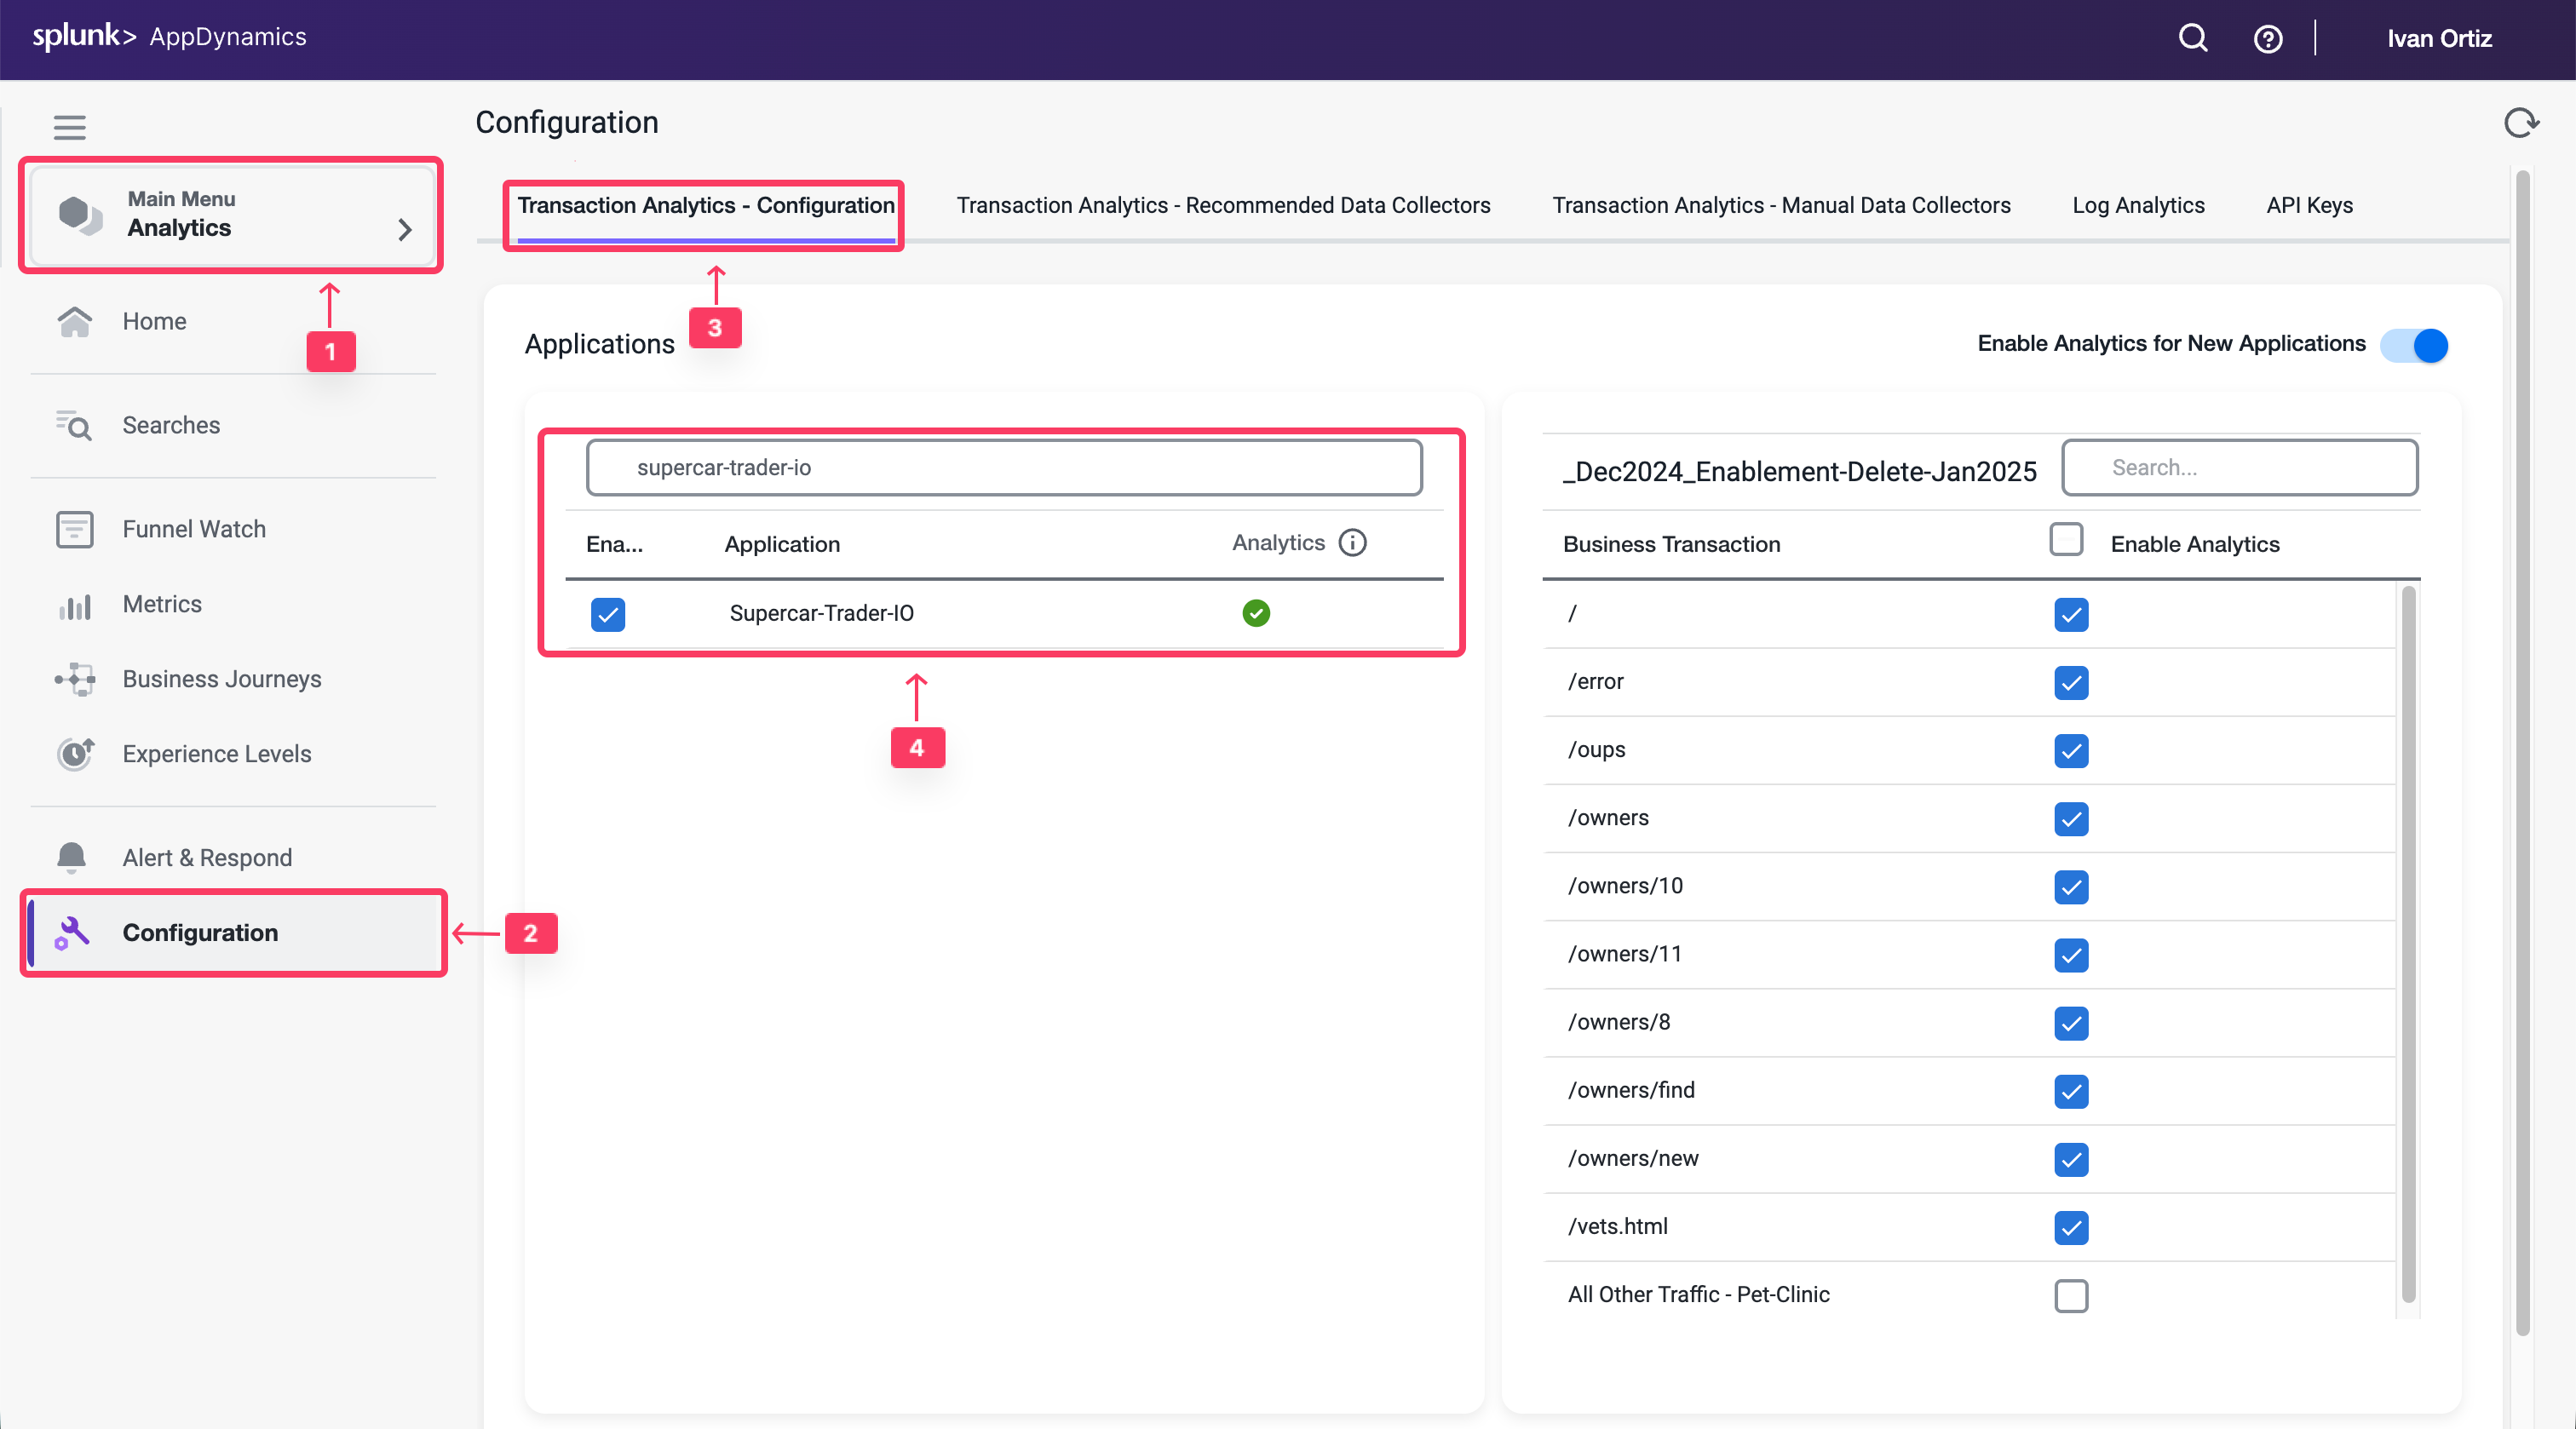 splunk> AppDynamics
Ivan Ortiz
Main Menu
Analytics
1
Home
Searches
Funnel Watch
Metrics
Business Journeys
Experience Levels
Alert & Respond
Configuration
2
Configuration
Transaction Analytics - Configuration
Transaction Analytics - Recommended Data Collectors
Transaction Analytics - Manual Data Collectors
Log Analytics
API Keys
3
Applications
Enable Analytics for New Applications
supercar-trader-io
Ena...
Application
Analytics
Supercar-Trader-IO
4
_Dec2024_Enablement-Delete-Jan2025
Search...
Business Transaction
Enable Analytics
/
/error
/oups
/owners
/owners/10
/owners/11
/owners/8
/owners/find
/owners/new
/vets.html
All Other Traffic - Pet-Clinic